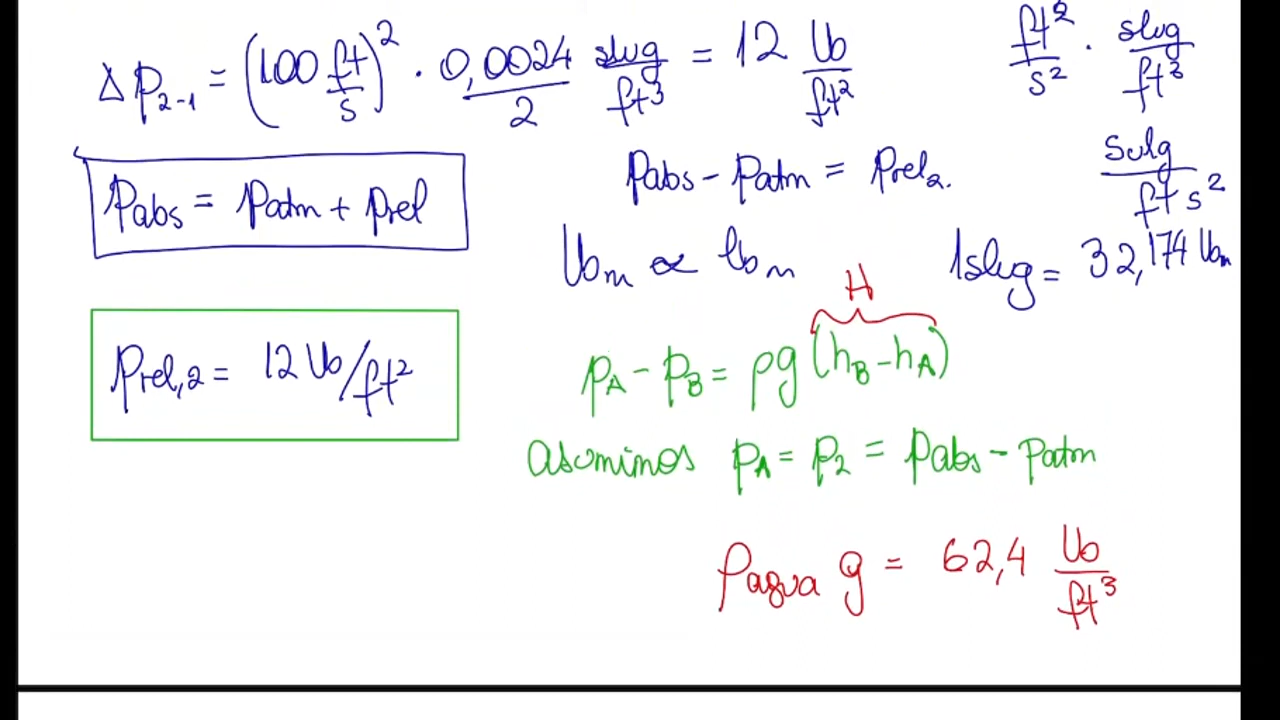 Δp₂₋₁ = (100 ft/s)² · 0,0024/2 slug/ft³ = 12 lb/ft²
ft²/s² · slug/ft³
Pabs = Patm + Prel
Pabs - Patm = Prel₂.
sulg/ft s²
lbm ∝ lbm
1slug = 32,174 lbm
H
Prel,2 = 12 lb/ft²
pA - pB = ρg (hB - hA)
asumimos pA = p₂ = Pabs - Patm
ρagua g = 62,4 lb/ft³